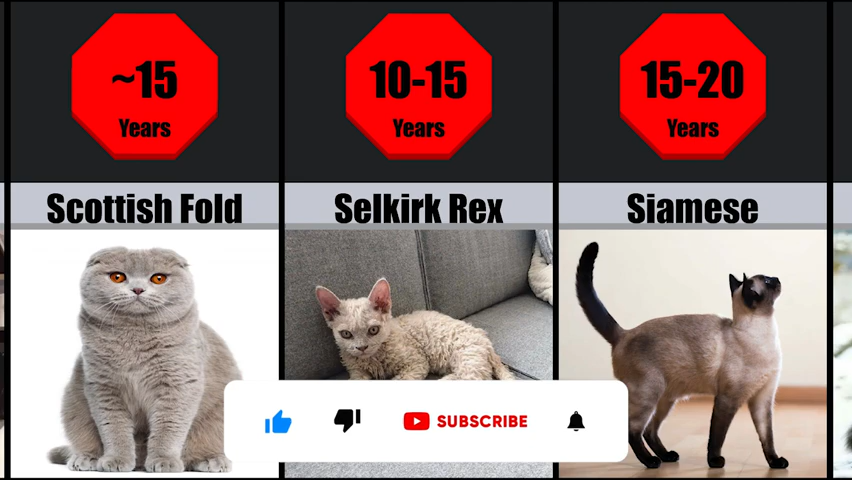 ~15
Years
10-15
Years
15-20
Years
Scottish Fold
Selkirk Rex
Siamese
SUBSCRIBE